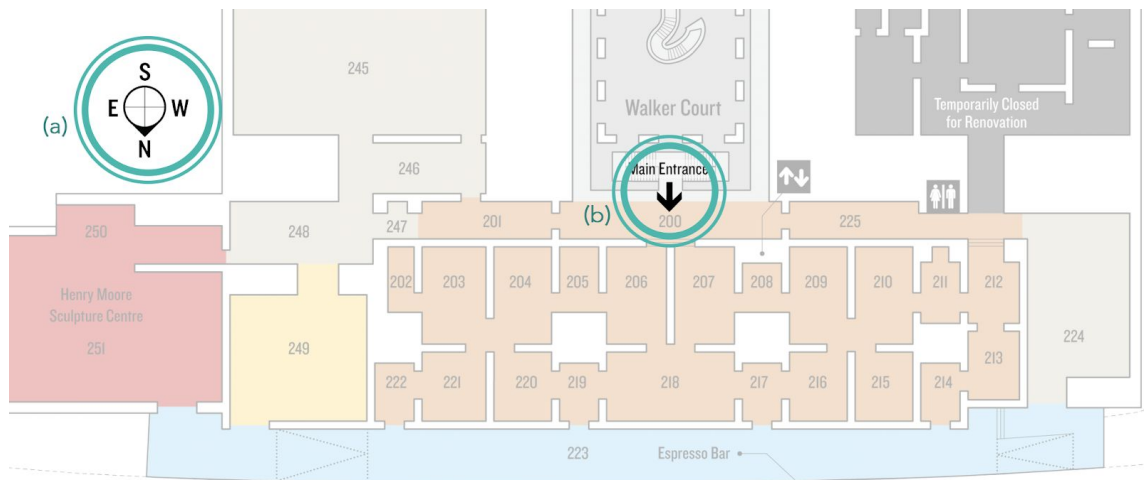 S
E W
N
(a)
245
Walker Court
Temporarily Closed
for Renovation
246
Main Entrance
(b)
250
248
247
201
200
225
202
203
204
205
206
207
208
209
210
211
212
Henry Moore
Sculpture Centre
251
249
224
222
221
220
219
218
217
216
215
214
213
223
Espresso Bar